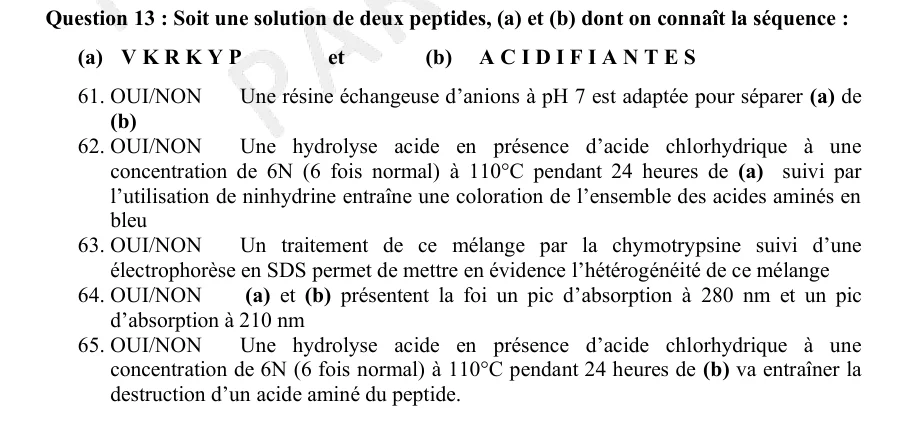 Question 13 : Soit une solution de deux peptides, (a) et (b) dont on connaît la séquence :
(a) V K R K Y P et (b) A C I D I F I A N T E S
61. OUI/NON Une résine échangeuse d’anions à pH 7 est adaptée pour séparer (a) de
(b)
62. OUI/NON Une hydrolyse acide en présence d’acide chlorhydrique à une
concentration de 6N (6 fois normal) à 110°C pendant 24 heures de (a) suivi par
l’utilisation de ninhydrine entraîne une coloration de l’ensemble des acides aminés en
bleu
63. OUI/NON Un traitement de ce mélange par la chymotrypsine suivi d’une
électrophorèse en SDS permet de mettre en évidence l’hétérogénéité de ce mélange
64. OUI/NON (a) et (b) présentent la foi un pic d’absorption à 280 nm et un pic
d’absorption à 210 nm
65. OUI/NON Une hydrolyse acide en présence d’acide chlorhydrique à une
concentration de 6N (6 fois normal) à 110°C pendant 24 heures de (b) va entraîner la
destruction d’un acide aminé du peptide.